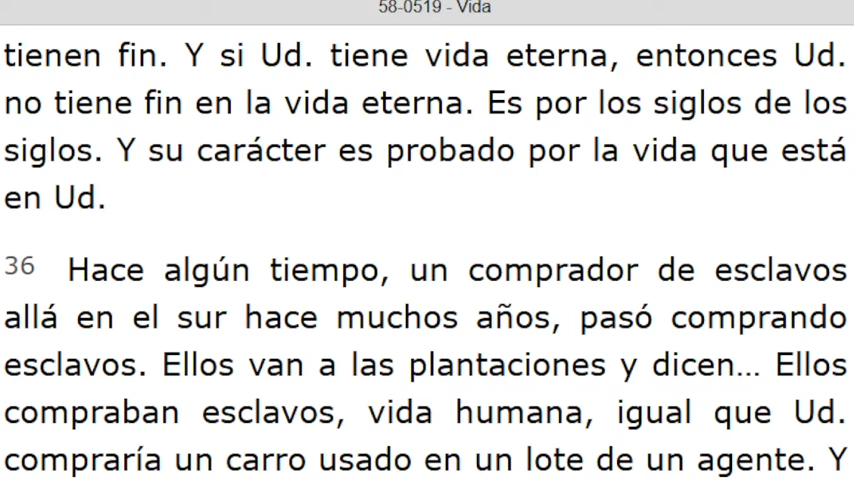 58-0519 - Vida
tienen fin. Y si Ud. tiene vida eterna, entonces Ud.
no tiene fin en la vida eterna. Es por los siglos de los
siglos. Y su carácter es probado por la vida que está
en Ud.
36 Hace algún tiempo, un comprador de esclavos
allá en el sur hace muchos años, pasó comprando
esclavos. Ellos van a las plantaciones y dicen… Ellos
compraban esclavos, vida humana, igual que Ud.
compraría un carro usado en un lote de un agente. Y